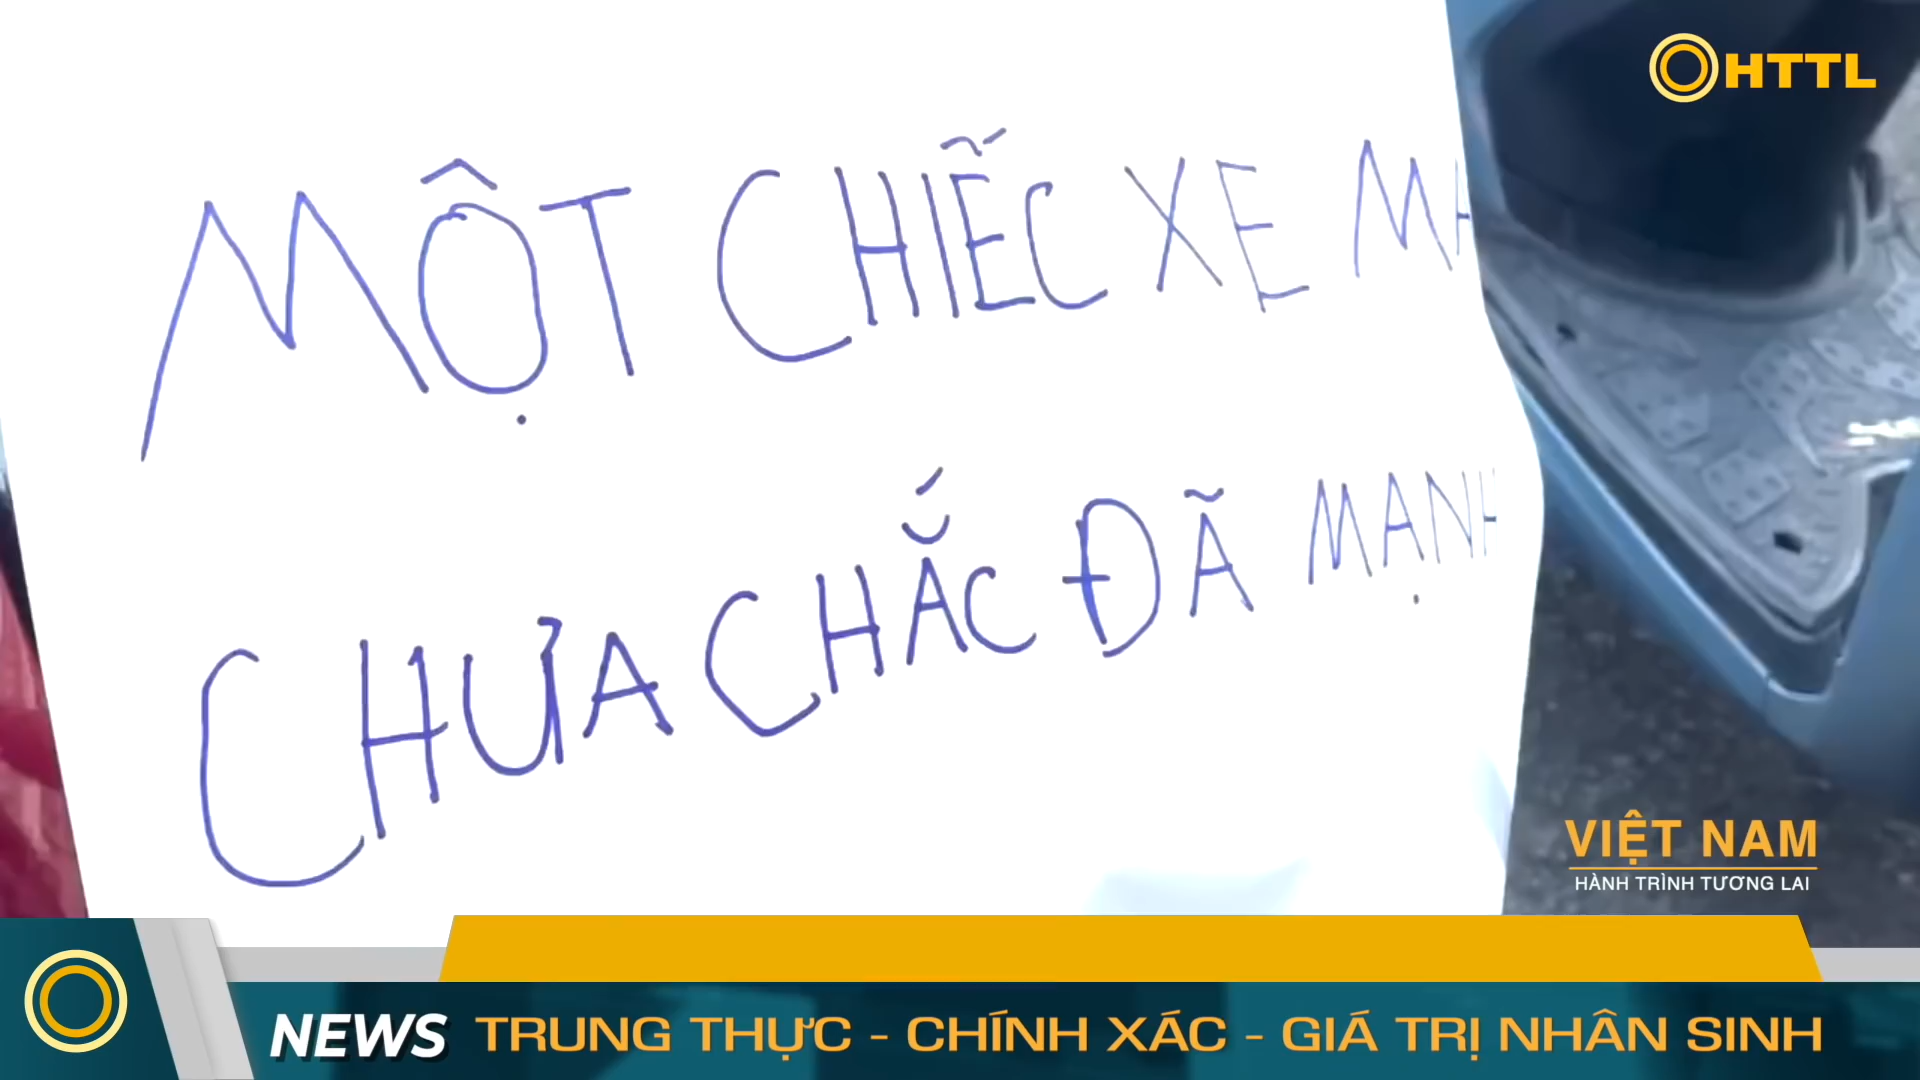 HTTL
MỘT CHIẾC XE MA
CHƯA CHẮC ĐÃ MẠNH
VIỆT NAM
HÀNH TRÌNH TƯƠNG LAI
NEWS TRUNG THỰC - CHÍNH XÁC - GIÁ TRỊ NHÂN SINH